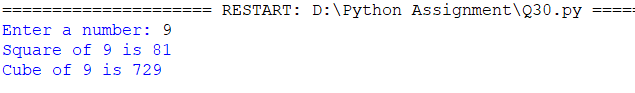 ===================== RESTART: D:\Python Assignment\Q30.py =====
Enter a number: 9
Square of 9 is 81
Cube of 9 is 729